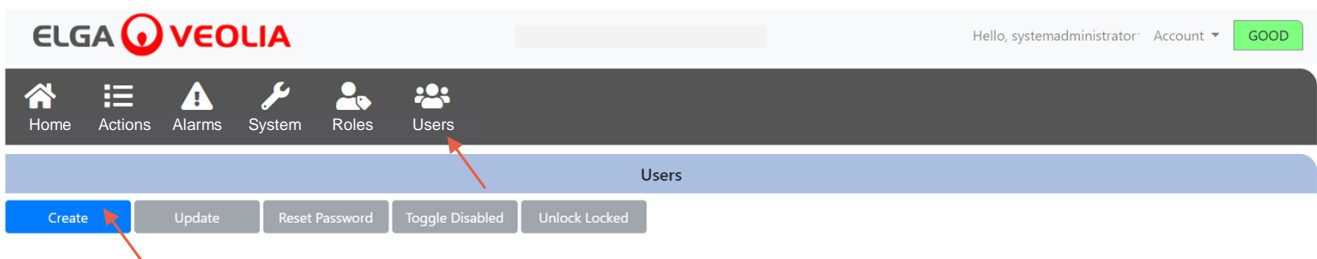 ELGA VEOLIA
Hello, systemadministrator Account GOOD
Home Actions Alarms System Roles Users
Users
Create Update Reset Password Toggle Disabled Unlock Locked